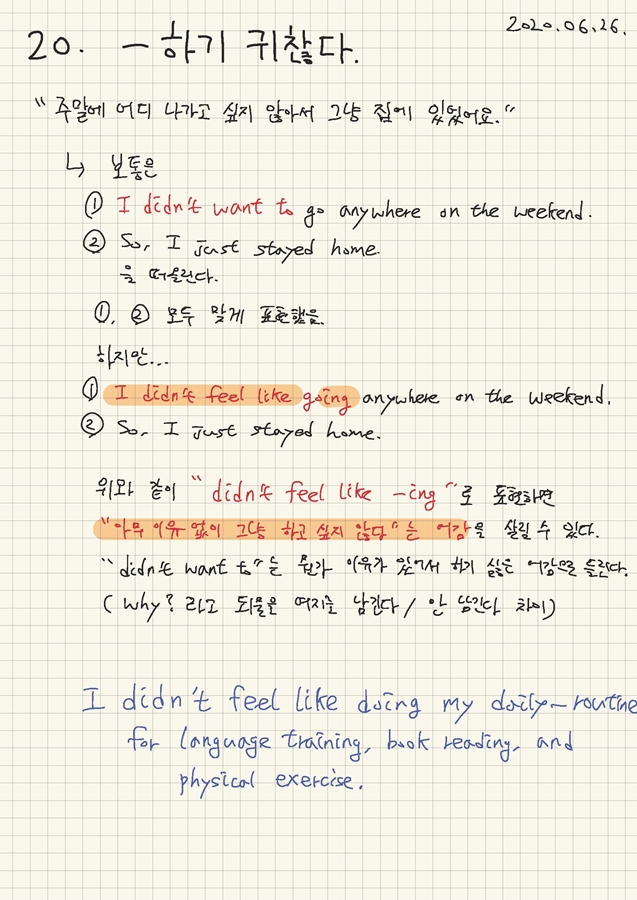 2020.06.26.
20. -하기 귀찮다.
"주말에 어디 나가고 싶지 않아서 그냥 집에 있었어요."
↳ 보통은
① I didn't want to go anywhere on the weekend.
② So, I just stayed home.
을 떠올린다.
①, ② 모두 맞게 표현했음.
하지만...
① I didn't feel like going anywhere on the weekend.
② So, I just stayed home.
위와 같이 "didn't feel like -ing"로 표현하면
"아무 이유 없이 그냥 하고 싶지 않당"는 어감을 살릴 수 있다.
"didn't want to"는 뭔가 이유가 있어서 하기 싫은 어감으로 들린다.
(why? 라고 되물을 여지를 남긴다 / 안 남긴다 차이)
I didn't feel like doing my daily-routine
for language training, book reading, and
physical exercise.